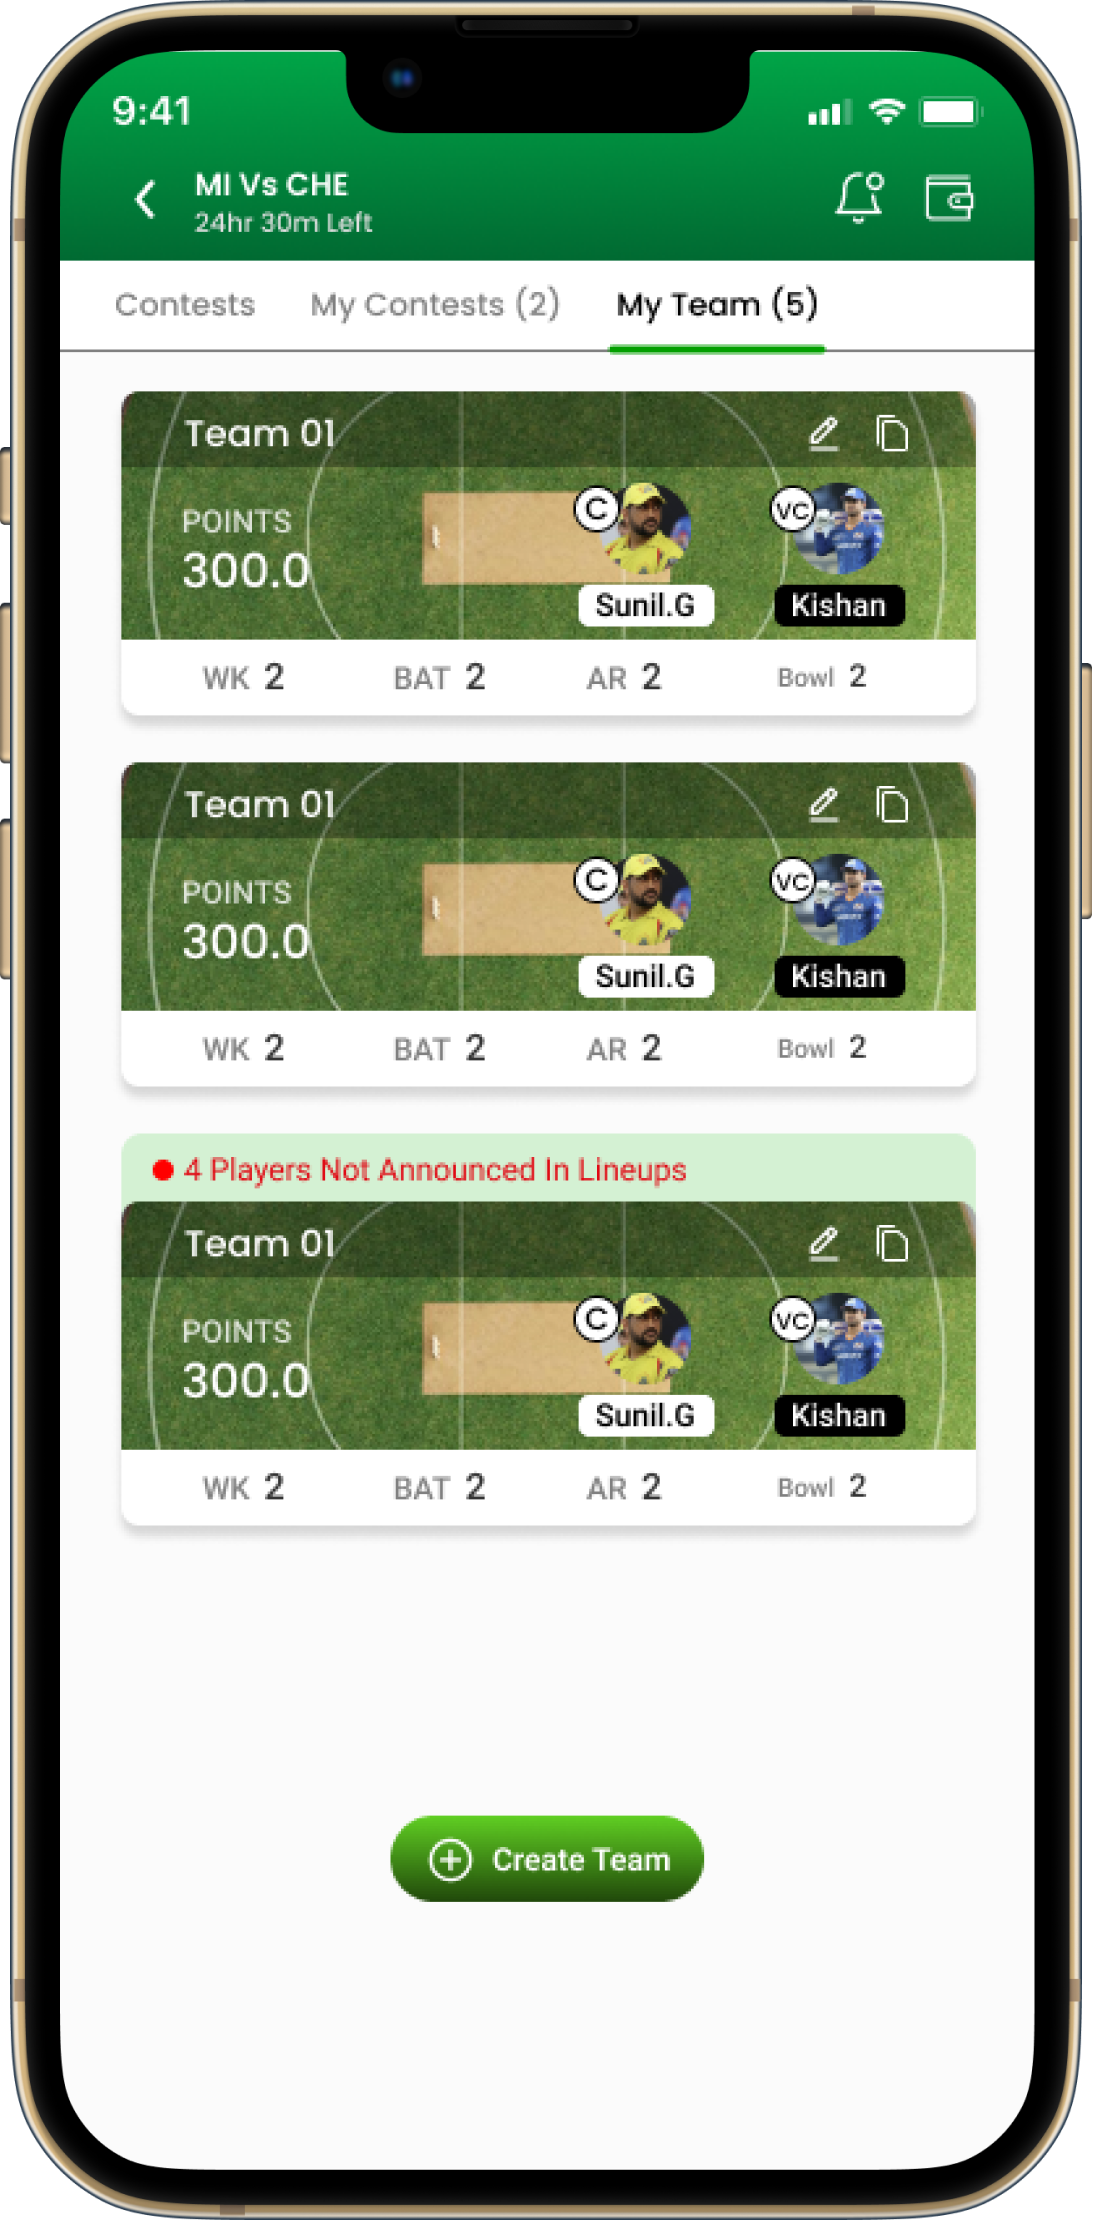 9:41
MI Vs CHE
24hr 30m Left
Contests My Contests (2) My Team (5)
Team 01
POINTS
300.0
C
VC
Sunil.G Kishan
WK 2 BAT 2 AR 2 Bowl 2
Team 01
POINTS
300.0
C
VC
Sunil.G Kishan
WK 2 BAT 2 AR 2 Bowl 2
4 Players Not Announced In Lineups
Team 01
POINTS
300.0
C
VC
Sunil.G Kishan
WK 2 BAT 2 AR 2 Bowl 2
Create Team